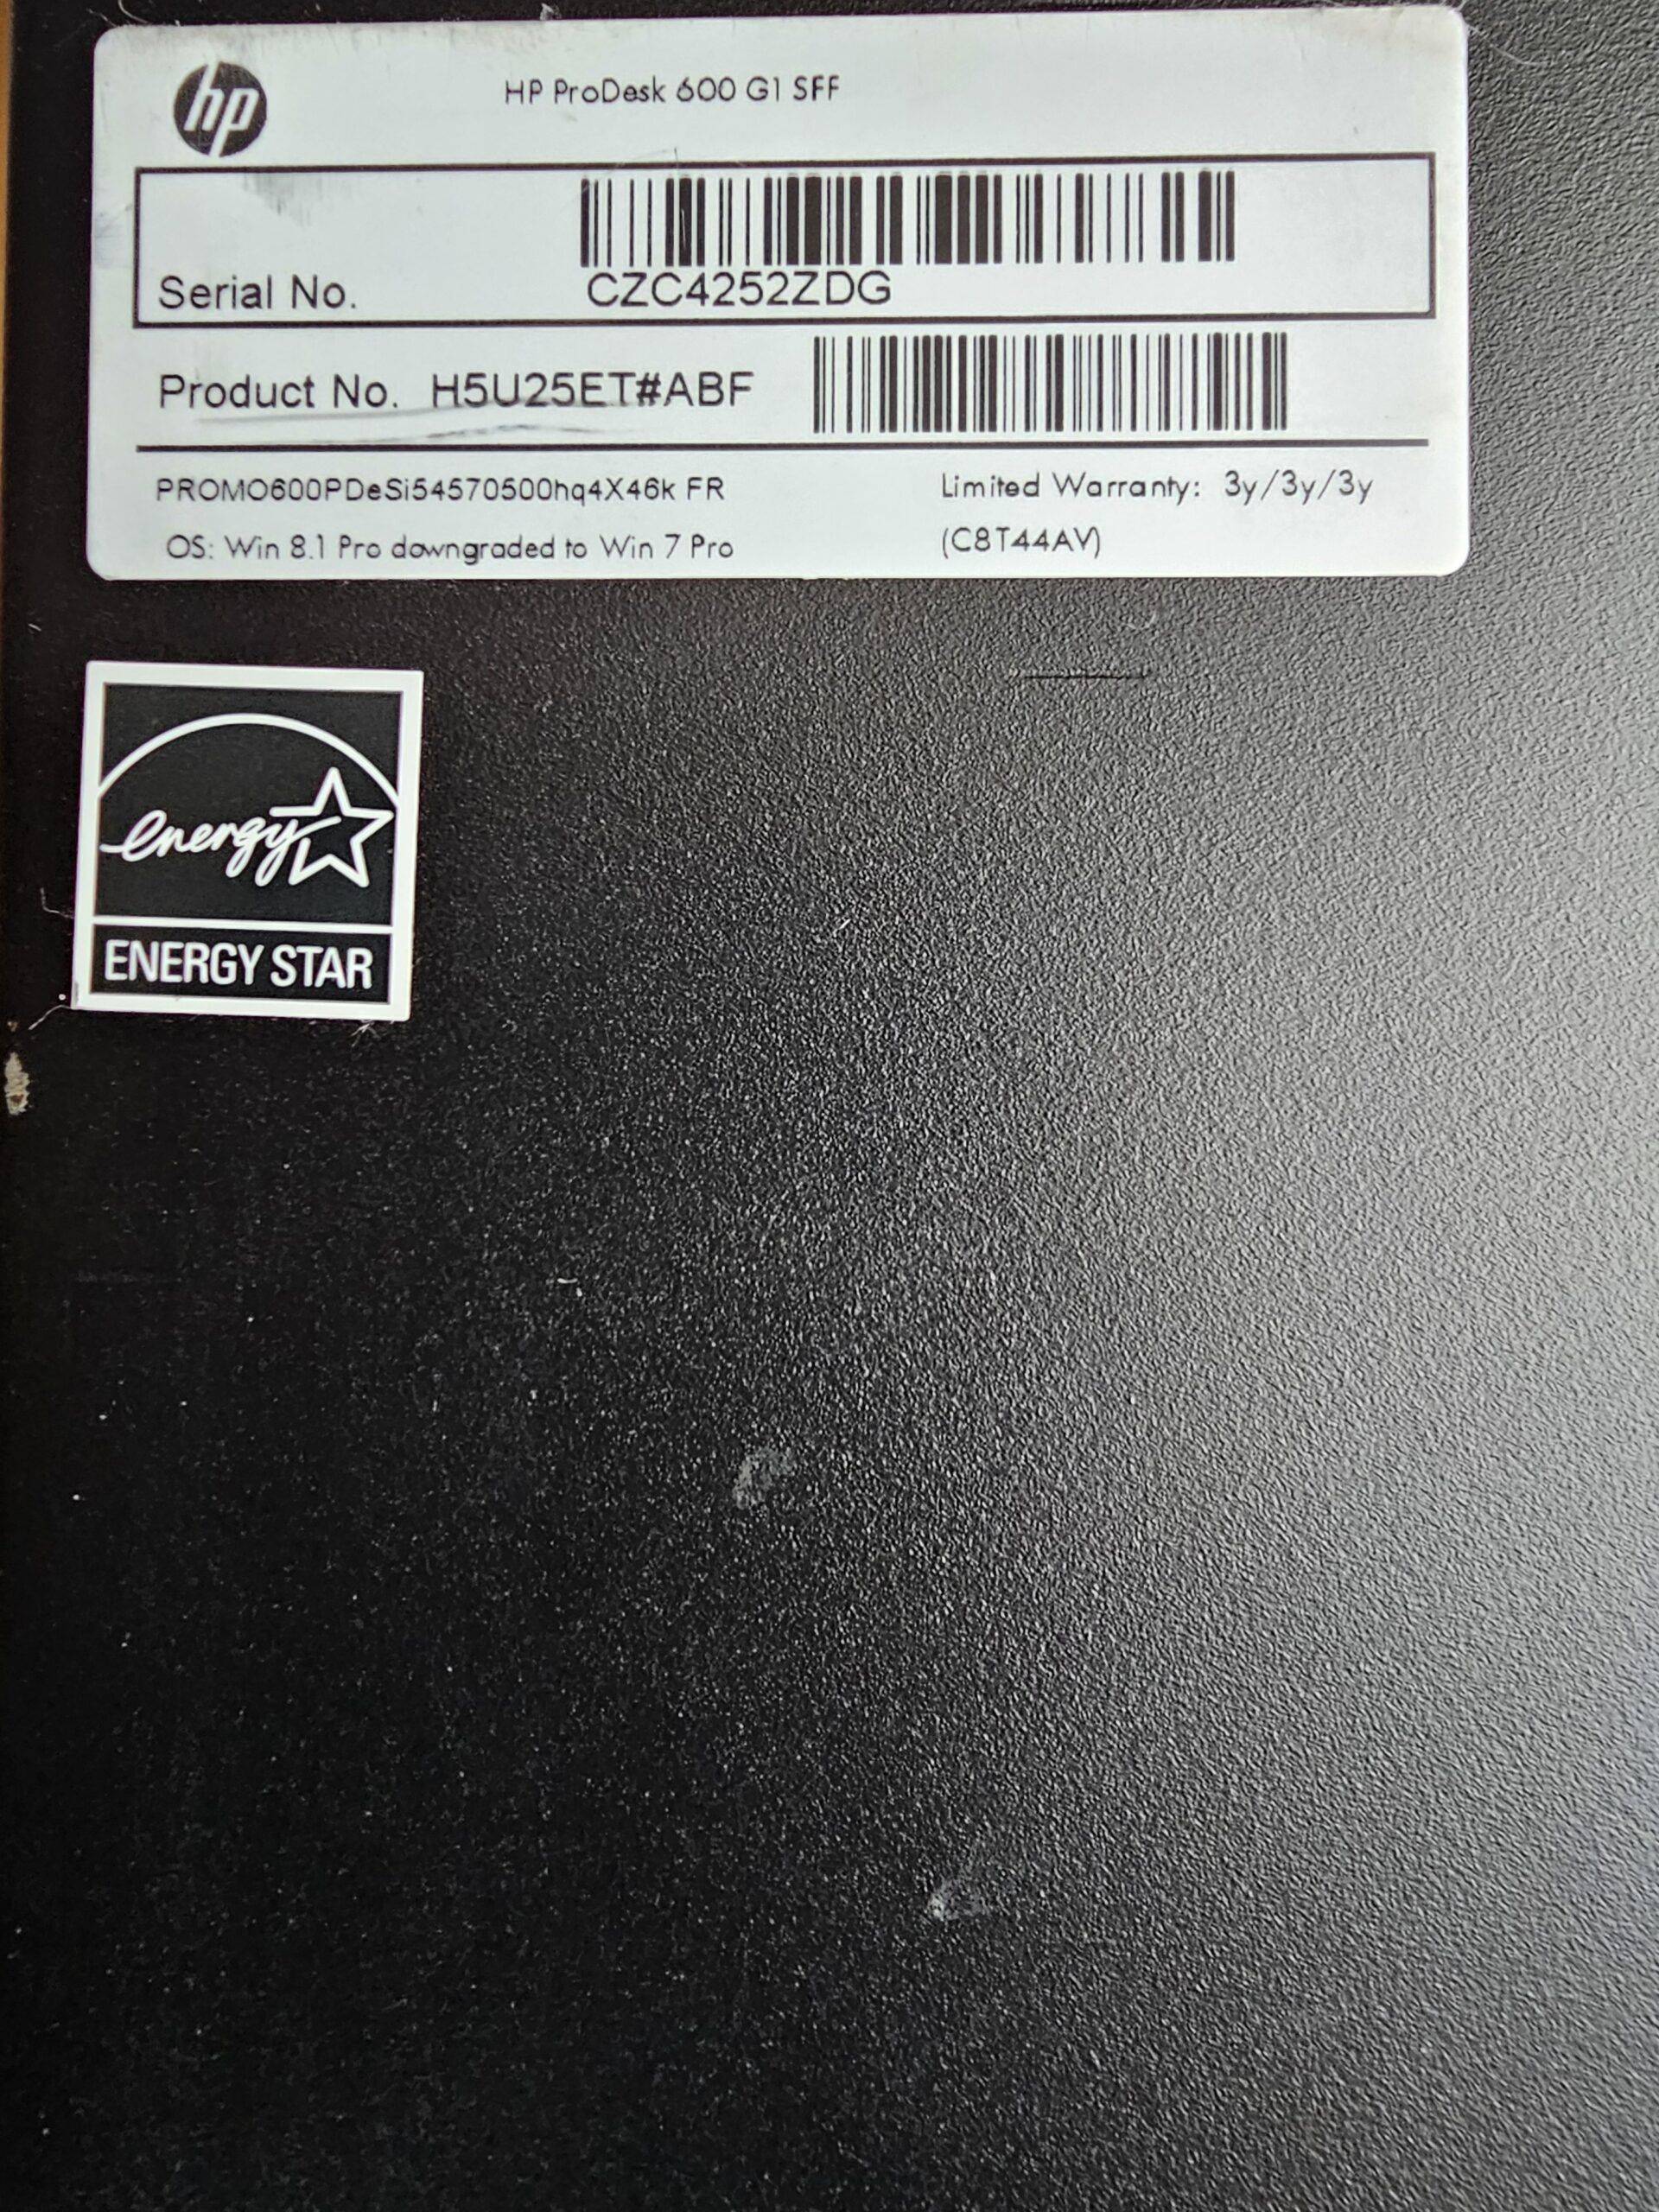 hp
HP ProDesk 600 G1 SFF
Serial No. CZC4252ZDG
Product No. H5U25ET#ABF
PROMO600PDeSi54570500hq4X46k FR
Limited Warranty: 3y/3y/3y
OS: Win 8.1 Pro downgraded to Win 7 Pro
(C8T44AV)
energy
ENERGY STAR